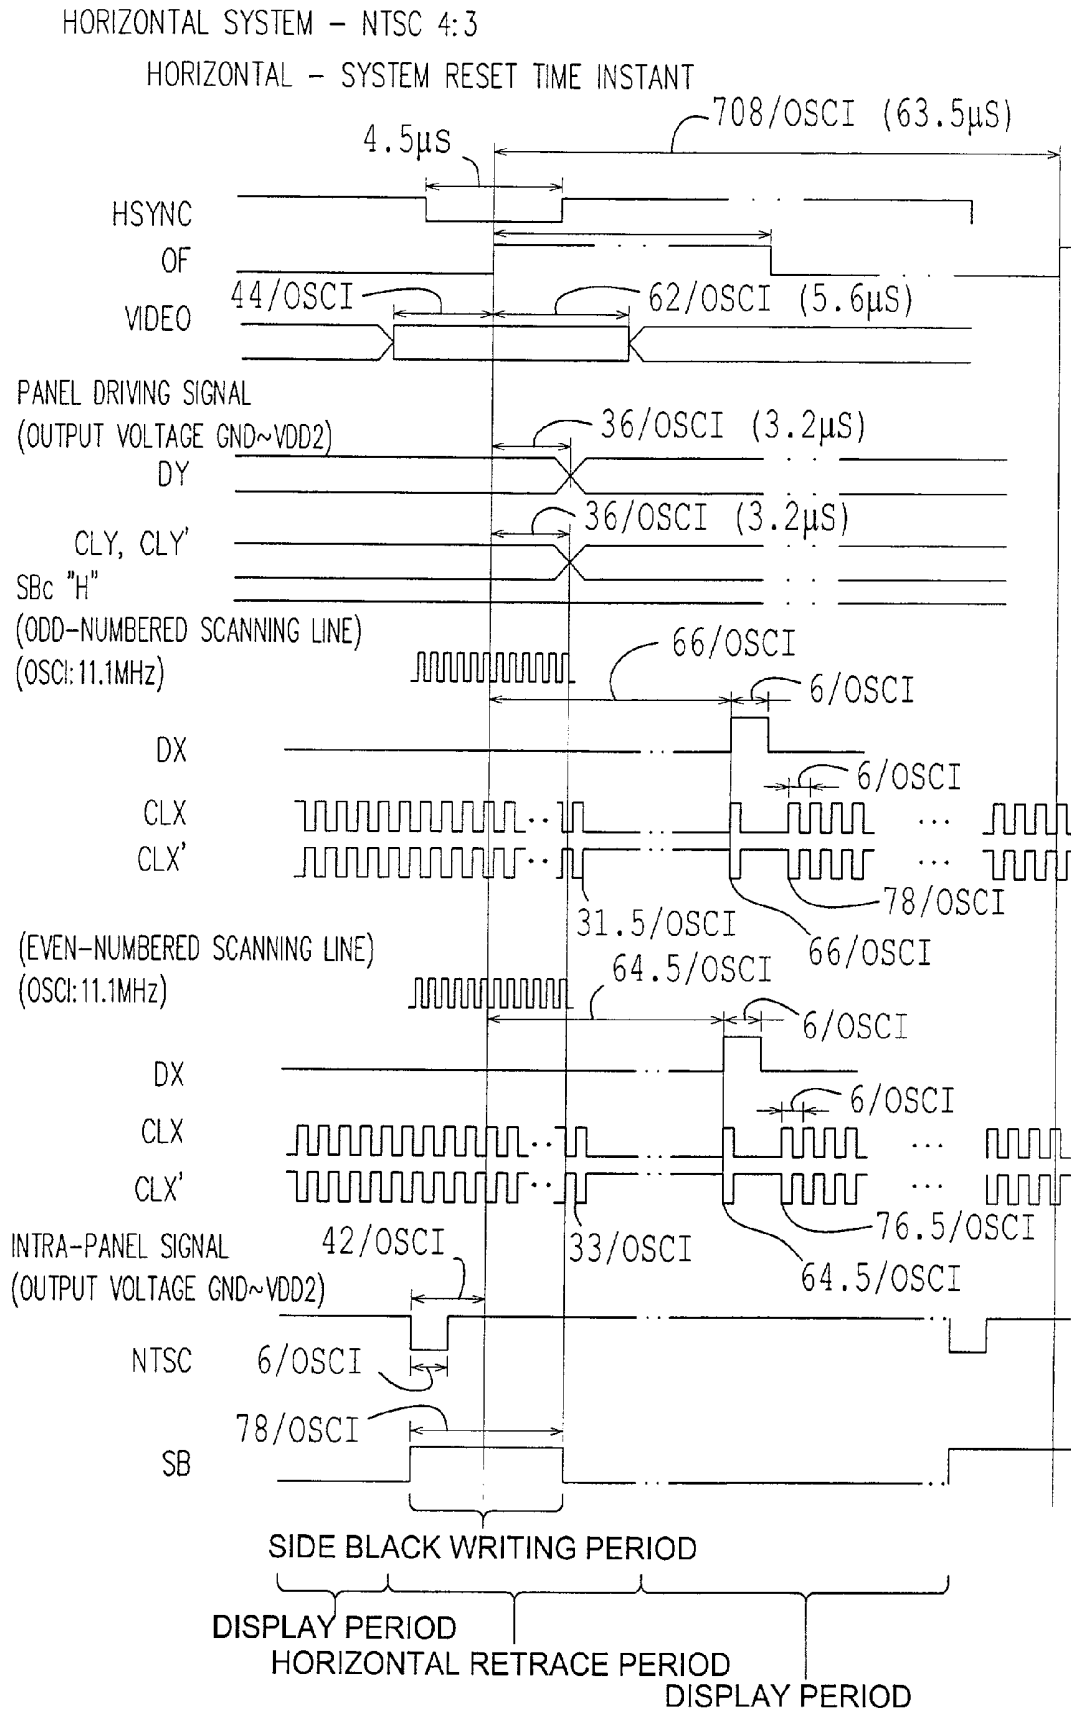 HORIZONTAL SYSTEM – NTSC 4:3
HORIZONTAL – SYSTEM RESET TIME INSTANT
708/OSCI (63.5µS)
4.5µS
HSYNC
OF
44/OSCI
62/OSCI (5.6µS)
VIDEO
PANEL DRIVING SIGNAL
(OUTPUT VOLTAGE GND~VDD2)
36/OSCI (3.2µS)
DY
36/OSCI (3.2µS)
CLY, CLY'
SBc "H"
(ODD-NUMBERED SCANNING LINE)
(OSCI:11.1MHz)
66/OSCI
6/OSCI
DX
6/OSCI
CLX
CLX'
78/OSCI
31.5/OSCI
66/OSCI
(EVEN-NUMBERED SCANNING LINE)
(OSCI:11.1MHz)
64.5/OSCI
6/OSCI
DX
6/OSCI
CLX
CLX'
76.5/OSCI
33/OSCI
64.5/OSCI
INTRA-PANEL SIGNAL
(OUTPUT VOLTAGE GND~VDD2)
42/OSCI
NTSC
6/OSCI
78/OSCI
SB
SIDE BLACK WRITING PERIOD
DISPLAY PERIOD
HORIZONTAL RETRACE PERIOD
DISPLAY PERIOD